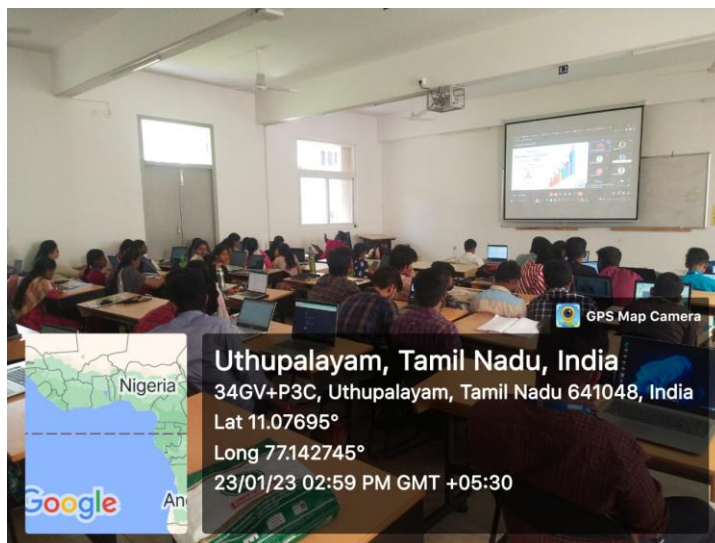 GPS Map Camera
Uthupalayam, Tamil Nadu, India
34GV+P3C, Uthupalayam, Tamil Nadu 641048, India
Lat 11.07695°
Long 77.142745°
23/01/23 02:59 PM GMT +05:30
Nigeria
An
Google